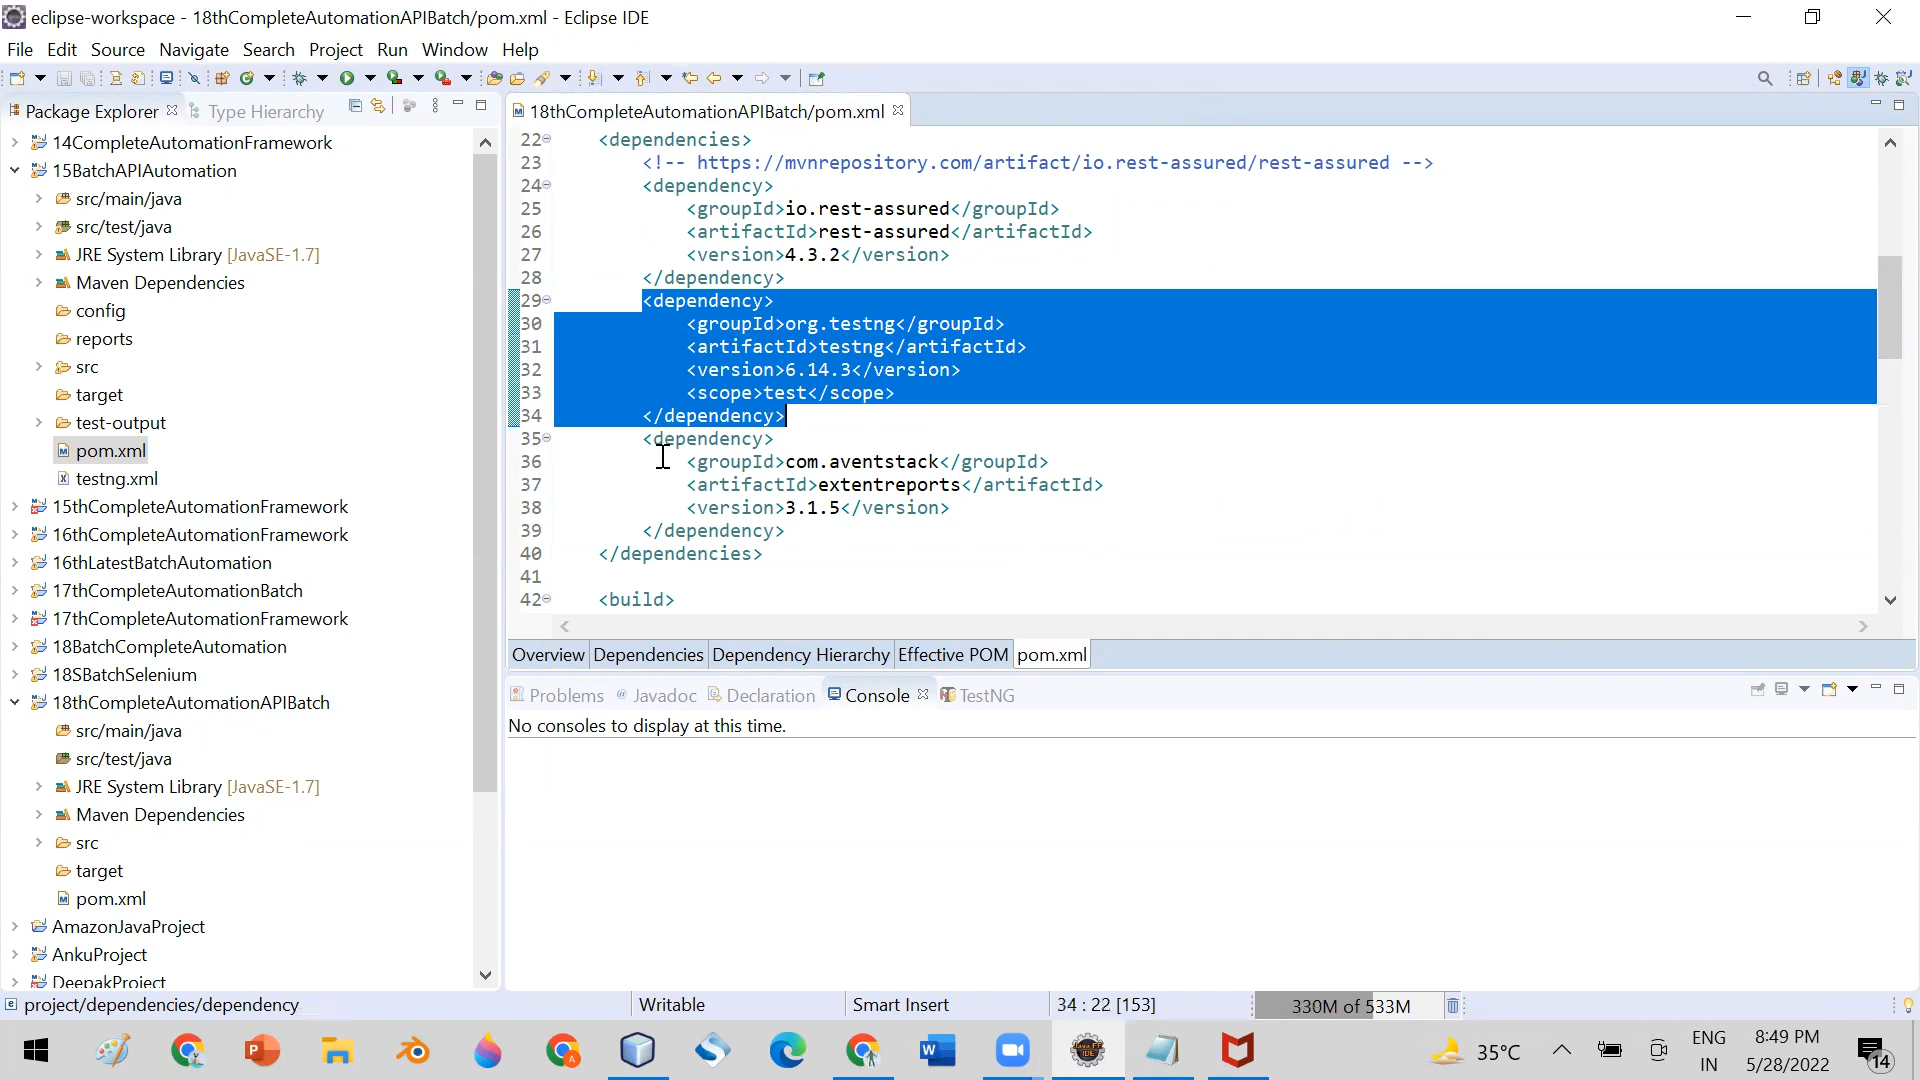 eclipse-workspace - 18thCompleteAutomationAPIBatch/pom.xml - Eclipse IDE
File Edit Source Navigate Search Project Run Window Help
Package Explorer Type Hierarchy
14CompleteAutomationFramework
15BatchAPIAutomation
src/main/java
src/test/java
JRE System Library [JavaSE-1.7]
Maven Dependencies
config
reports
src
target
test-output
pom.xml
testng.xml
15thCompleteAutomationFramework
16thCompleteAutomationFramework
16thLatestBatchAutomation
17thCompleteAutomationBatch
17thCompleteAutomationFramework
18BatchCompleteAutomation
18SBatchSelenium
18thCompleteAutomationAPIBatch
src/main/java
src/test/java
JRE System Library [JavaSE-1.7]
Maven Dependencies
src
target
pom.xml
AmazonJavaProject
AnkuProject
DeepakProject
18thCompleteAutomationAPIBatch/pom.xml
22 <dependencies>
23 <!-- https://mvnrepository.com/artifact/io.rest-assured/rest-assured -->
24 <dependency>
25 <groupId>io.rest-assured</groupId>
26 <artifactId>rest-assured</artifactId>
27 <version>4.3.2</version>
28 </dependency>
29 <dependency>
30 <groupId>org.testng</groupId>
31 <artifactId>testng</artifactId>
32 <version>6.14.3</version>
33 <scope>test</scope>
34 </dependency>
35 <dependency>
36 <groupId>com.aventstack</groupId>
37 <artifactId>extentreports</artifactId>
38 <version>3.1.5</version>
39 </dependency>
40 </dependencies>
41
42 <build>
Overview Dependencies Dependency Hierarchy Effective POM pom.xml
Problems Javadoc Declaration Console TestNG
No consoles to display at this time.
project/dependencies/dependency Writable Smart Insert 34 : 22 [153] 330M of 533M
35°C ENG IN 8:49 PM 5/28/2022 14